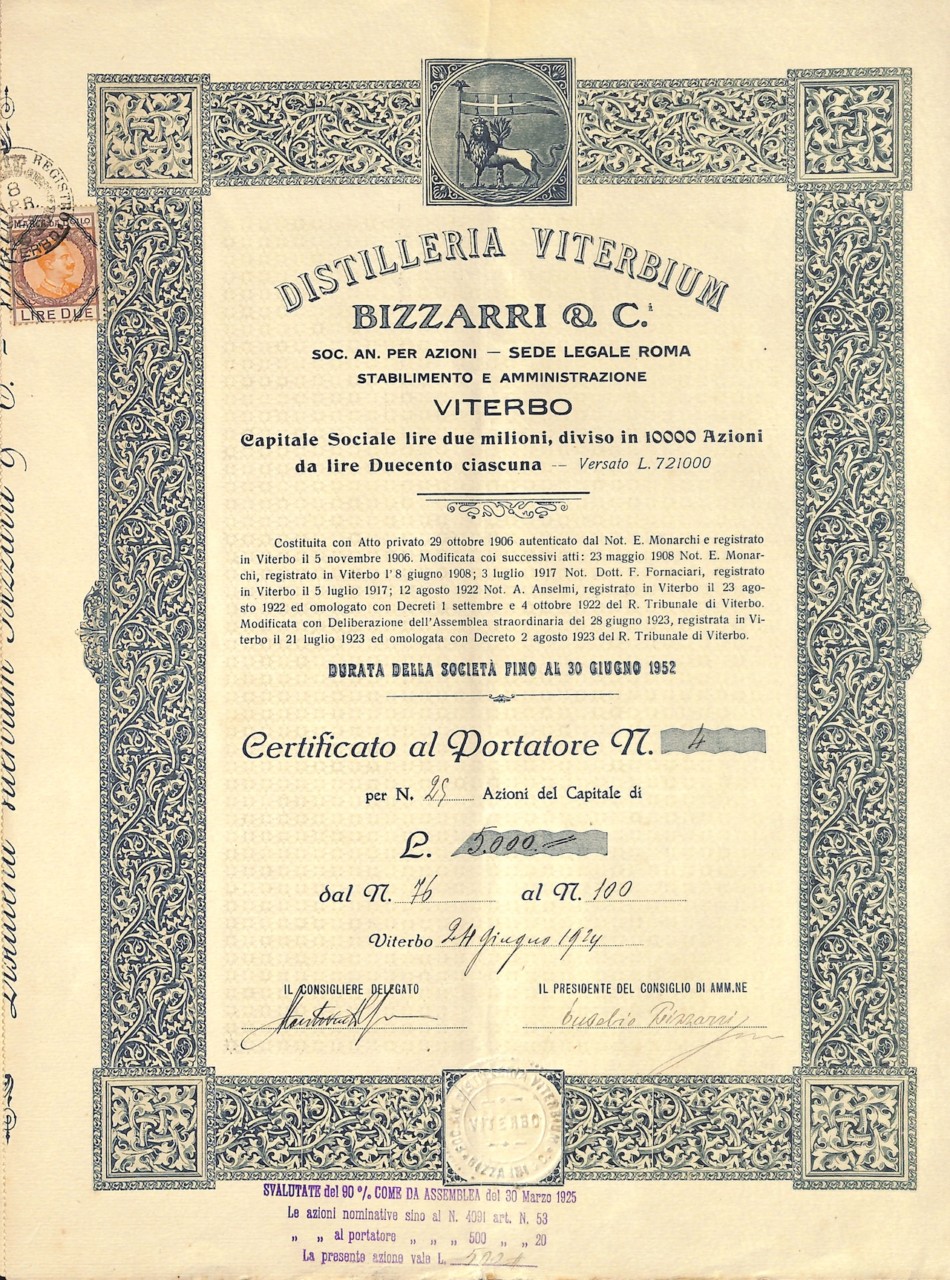 DISTILLERIA VITERBIUM
BIZZARRI & C.i
SOC. AN. PER AZIONI — SEDE LEGALE ROMA
STABILIMENTO E AMMINISTRAZIONE
VITERBO
Capitale Sociale lire due milioni, diviso in 10000 Azioni
da lire Duecento ciascuna -- Versato L. 721000
Costituita con Atto privato 29 ottobre 1906 autenticato dal Not. E. Monarchi e registrato
in Viterbo il 5 novembre 1906. Modificata coi successivi atti: 23 maggio 1908 Not. E. Monar-
chi, registrato in Viterbo l'8 giugno 1908; 3 luglio 1917 Not. Dott. F. Fornaciari, registrato
in Viterbo il 5 luglio 1917; 12 agosto 1922 Not. A. Anselmi, registrato in Viterbo il 23 ago-
sto 1922 ed omologato con Decreti 1 settembre e 4 ottobre 1922 del R. Tribunale di Viterbo.
Modificata con Deliberazione dell'Assemblea straordinaria del 28 giugno 1923, registrata in Vi-
terbo il 21 luglio 1923 ed omologata con Decreto 2 agosto 1923 del R. Tribunale di Viterbo.
DURATA DELLA SOCIETÀ FINO AL 30 GIUGNO 1952
Certificato al Portatore N. 4
per N. 25 Azioni del Capitale di
L. 5.000.=
dal N. 76 al N. 100
Viterbo 24 giugno 1924
IL CONSIGLIERE DELEGATO
IL PRESIDENTE DEL CONSIGLIO DI AMM.NE
Eusebio Bizzarri
VITERBO
SVALUTATE del 90 % COME DA ASSEMBLEA del 30 Marzo 1925
Le azioni nominative sino al N. 4091 art. N. 53
„ „ al portatore „ „ „ 500 „ „ 20
La presente azione vale L.
REGISTRO
8
MARCA DA BOLLO
LIRE DUE